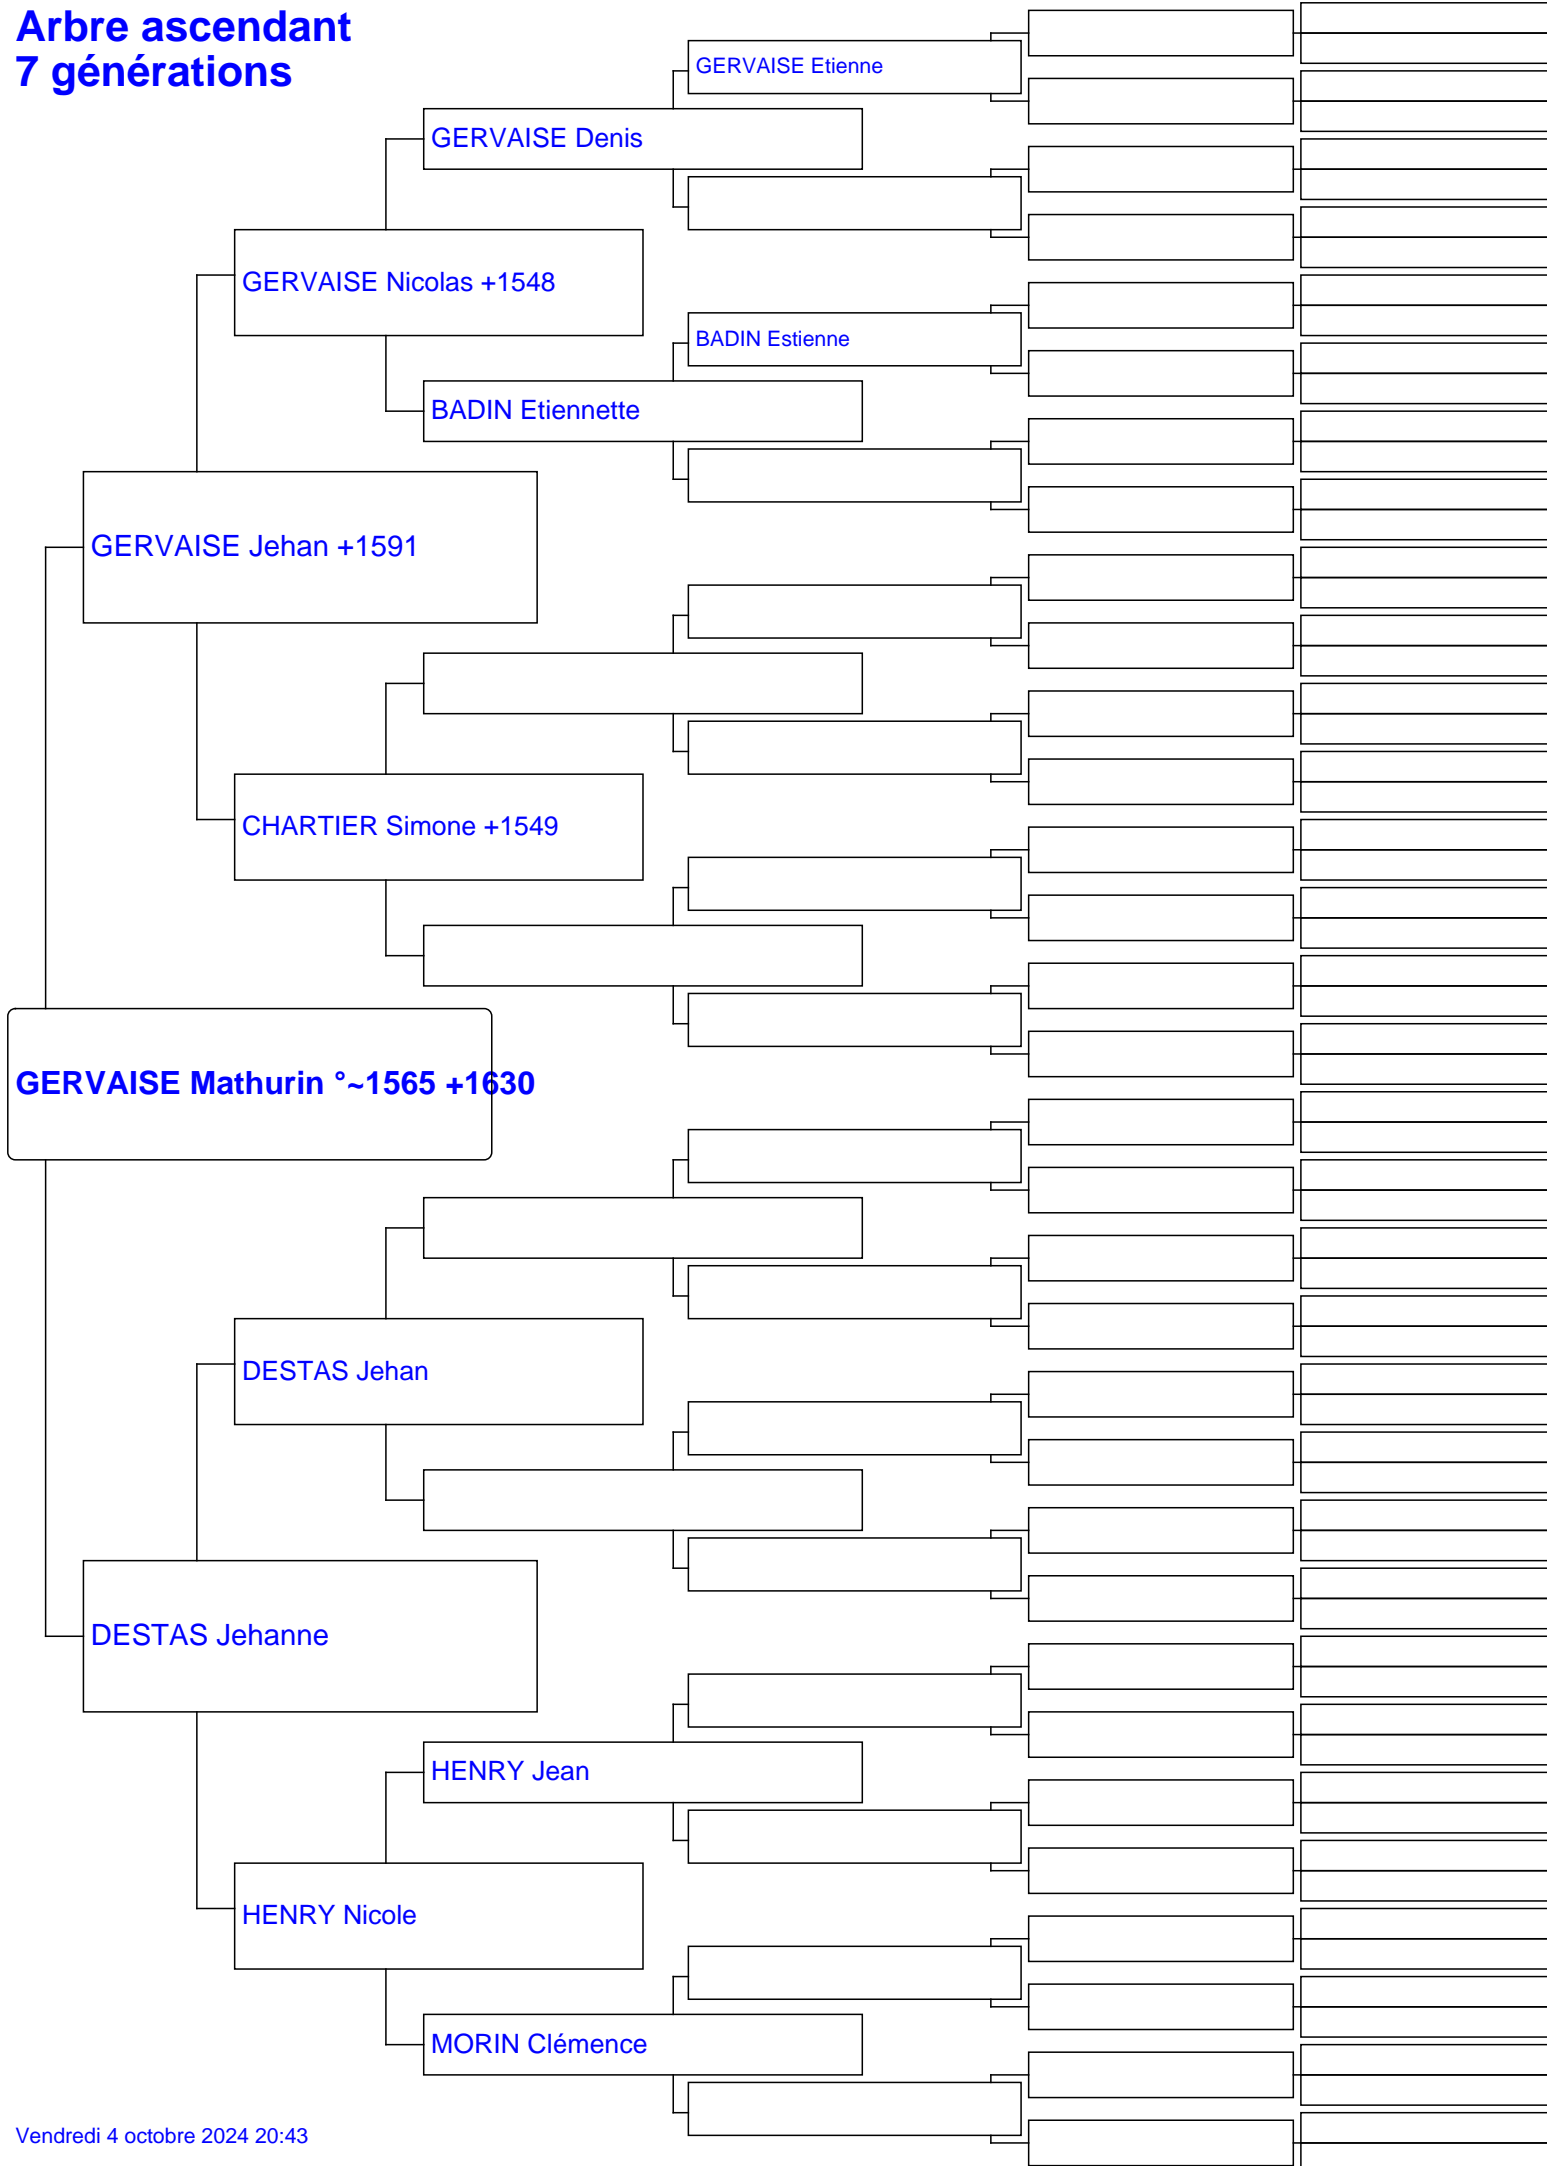 Arbre ascendant
7 générations
GERVAISE Etienne
GERVAISE Denis
GERVAISE Nicolas +1548
BADIN Estienne
BADIN Etiennette
GERVAISE Jehan +1591
CHARTIER Simone +1549
GERVAISE Mathurin °~1565 +1630
DESTAS Jehan
DESTAS Jehanne
HENRY Jean
HENRY Nicole
MORIN Clémence
Vendredi 4 octobre 2024 20:43